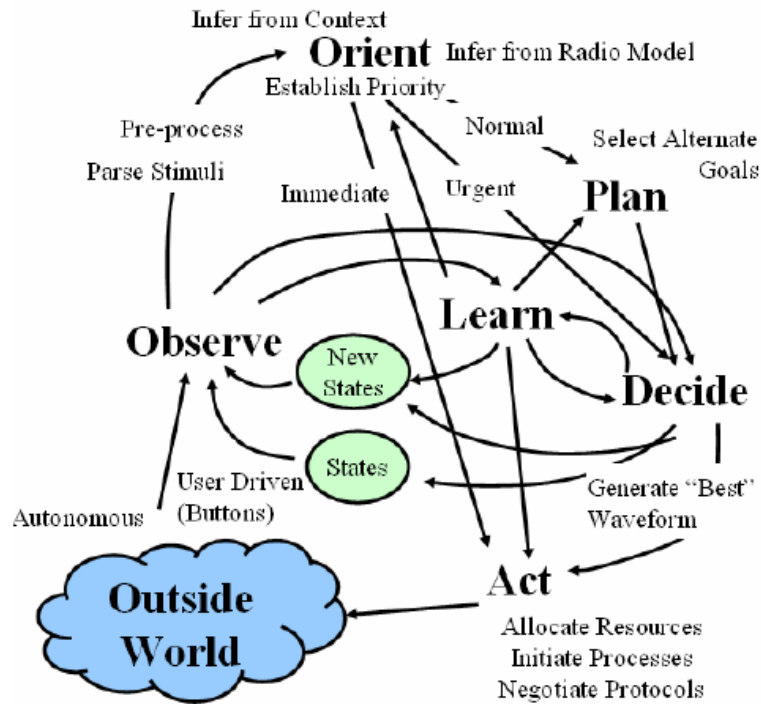 Infer from Context
Orient
Infer from Radio Model
Establish Priority
Pre-process
Normal
Select Alternate
Goals
Parse Stimuli
Immediate
Urgent
Plan
Learn
Observe
New
States
Decide
States
User Driven
(Buttons)
Generate “Best”
Waveform
Autonomous
Act
Outside
World
Allocate Resources
Initiate Processes
Negotiate Protocols